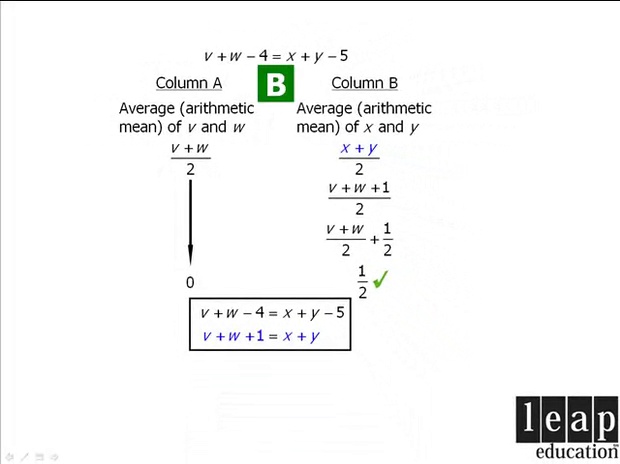 v + w − 4 = x + y − 5
Column A
B
Column B
Average (arithmetic
mean) of v and w
Average (arithmetic
mean) of x and y
v + w
2
x + y
2
v + w + 1
2
v + w
2
+
1
2
0
1
2
✓
v + w − 4 = x + y − 5
v + w + 1 = x + y
leap
education